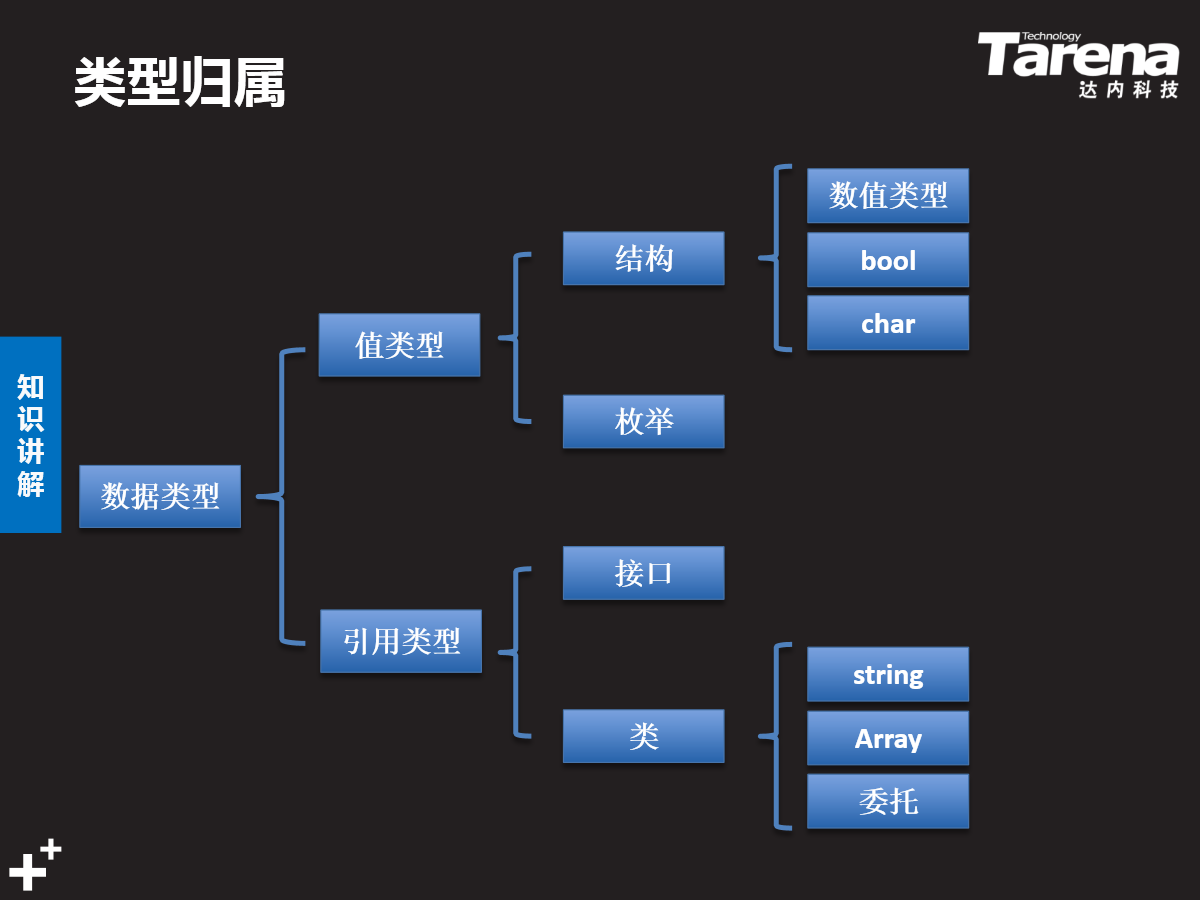 类型归属
Technology
Tarena
达内科技
知识讲解
数据类型
值类型
结构
数值类型
bool
char
枚举
引用类型
接口
类
string
Array
委托